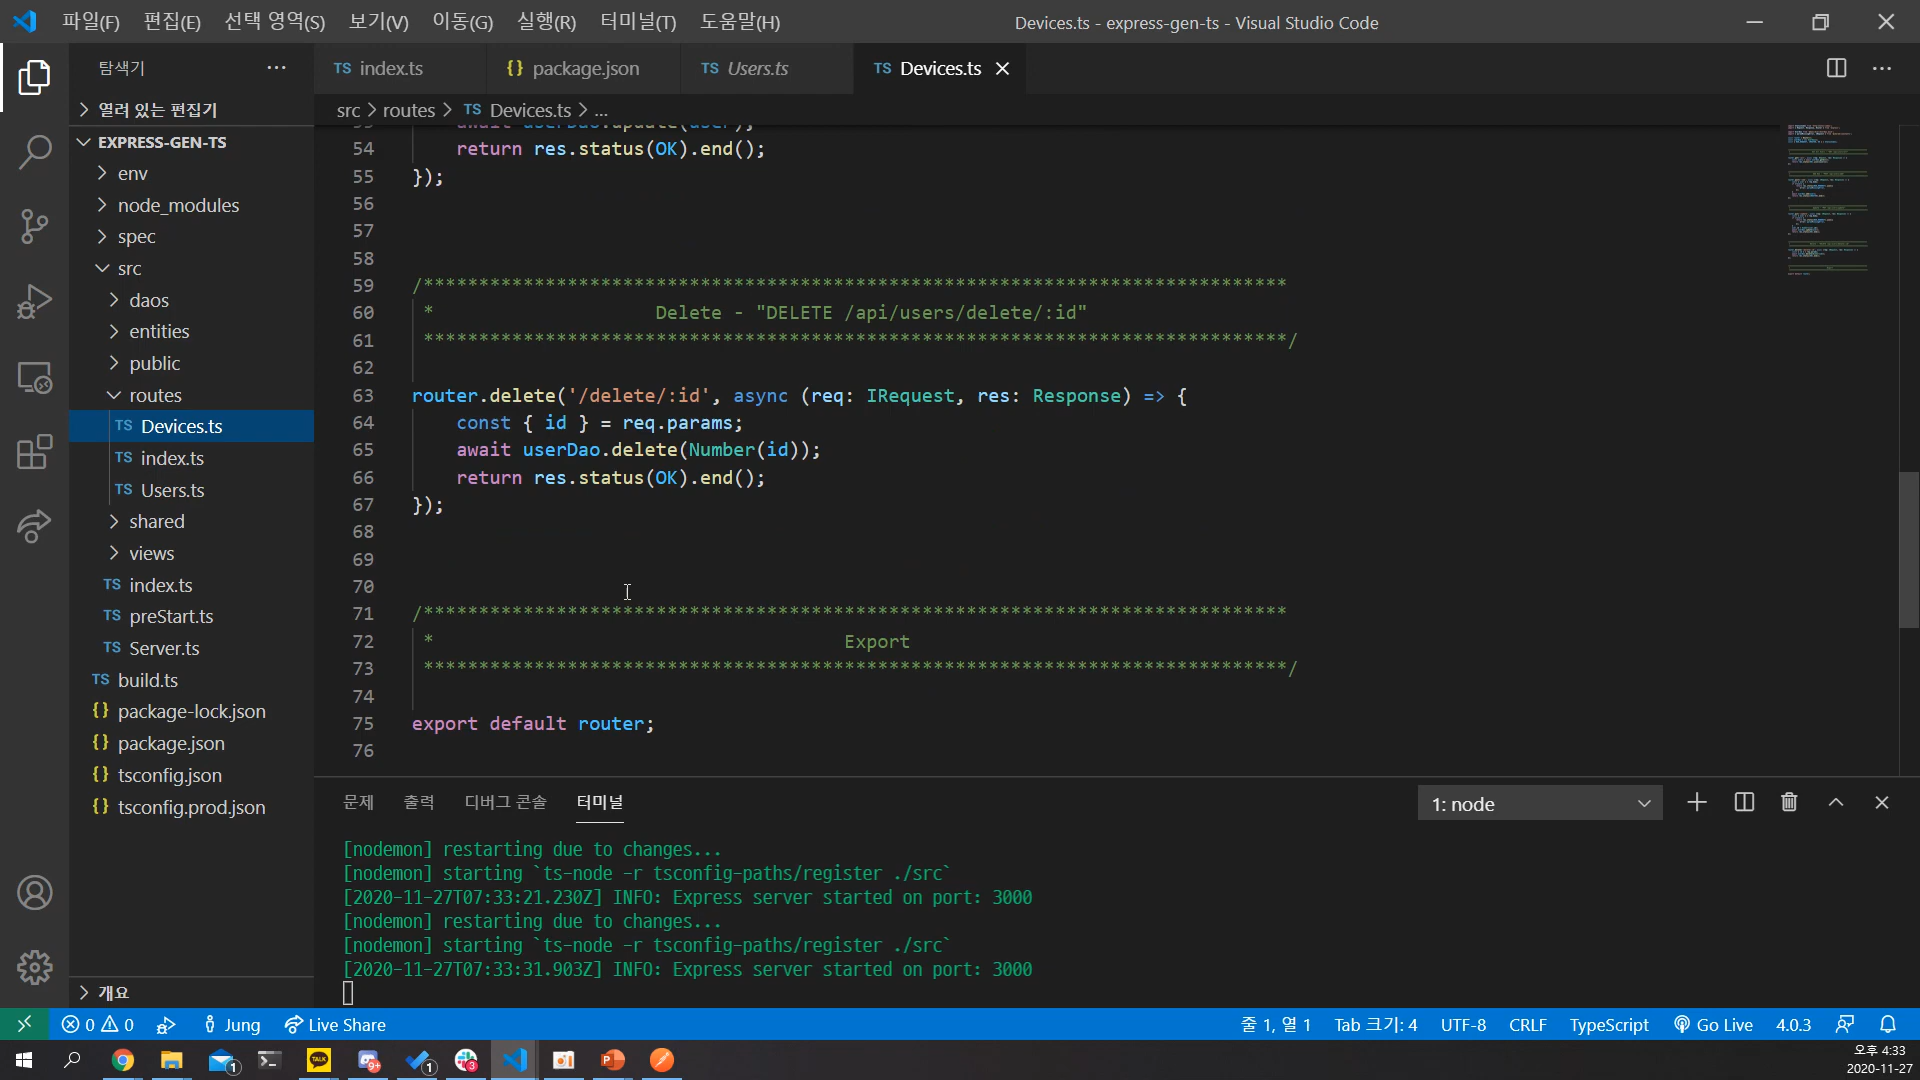 파일(F) 편집(E) 선택 영역(S) 보기(V) 이동(G) 실행(R) 터미널(T) 도움말(H) Devices.ts - express-gen-ts - Visual Studio Code
탐색기 ...
TS index.ts {} package.json TS Users.ts TS Devices.ts
열려 있는 편집기
src > routes > TS Devices.ts > ...
EXPRESS-GEN-TS
env
node_modules
spec
src
daos
entities
public
routes
TS Devices.ts
TS index.ts
TS Users.ts
shared
views
TS index.ts
TS preStart.ts
TS Server.ts
TS build.ts
{} package-lock.json
{} package.json
{} tsconfig.json
{} tsconfig.prod.json
개요
await userDao.update(user);
54 return res.status(OK).end();
55 });
56
57
58
59 /******************************************************************************
60 * Delete - "DELETE /api/users/delete/:id"
61 ******************************************************************************/
62
63 router.delete('/delete/:id', async (req: IRequest, res: Response) => {
64 const { id } = req.params;
65 await userDao.delete(Number(id));
66 return res.status(OK).end();
67 });
68
69
70
71 /******************************************************************************
72 * Export
73 ******************************************************************************/
74
75 export default router;
76
문제 출력 디버그 콘솔 터미널 1: node
[nodemon] restarting due to changes...
[nodemon] starting `ts-node -r tsconfig-paths/register ./src`
[2020-11-27T07:33:21.230Z] INFO: Express server started on port: 3000
[nodemon] restarting due to changes...
[nodemon] starting `ts-node -r tsconfig-paths/register ./src`
[2020-11-27T07:33:31.903Z] INFO: Express server started on port: 3000
0 0 Jung Live Share 줄 1, 열 1 Tab 크기: 4 UTF-8 CRLF TypeScript Go Live 4.0.3
1 TALK 9+ 1 3 오후 4:33
2020-11-27